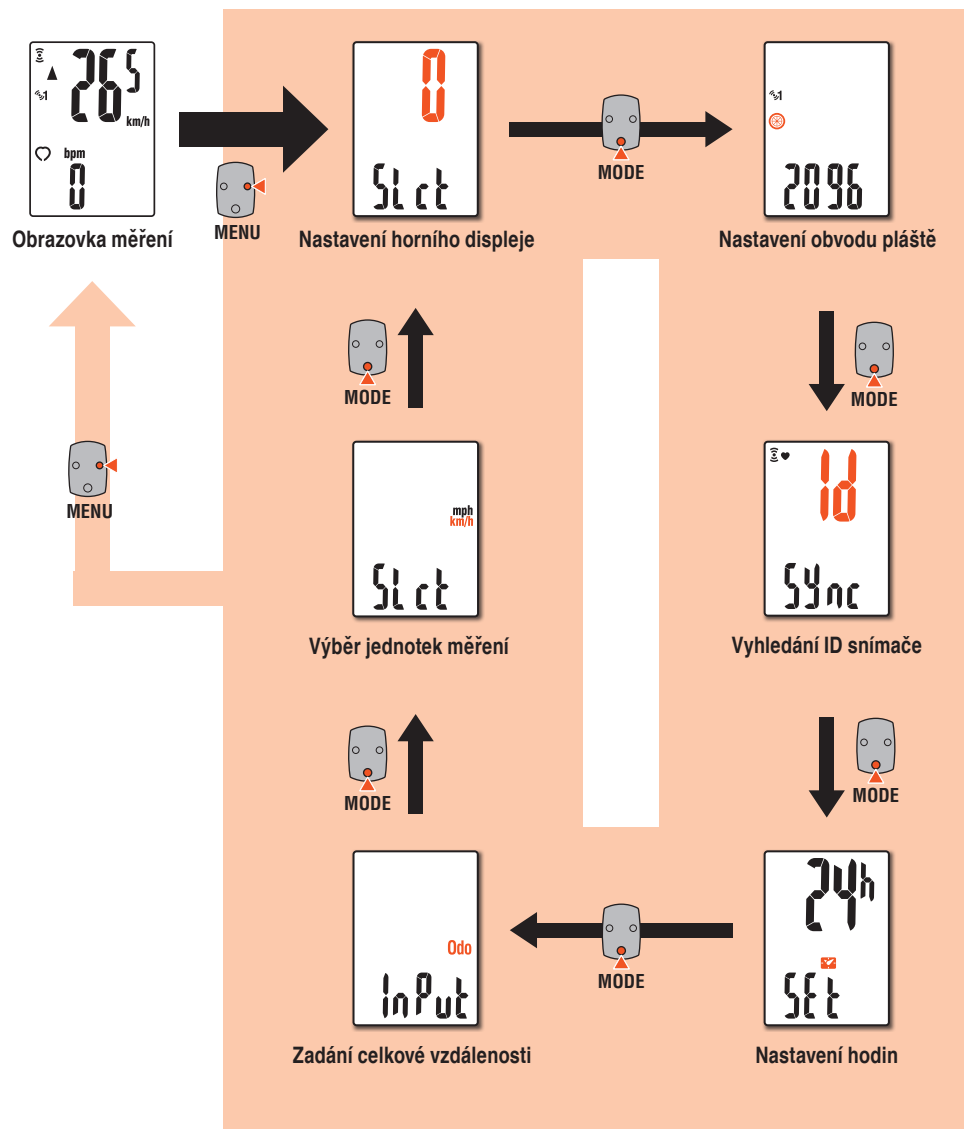 26 5
km/h
1
bpm
0
Obrazovka měření
MENU
0
SLct
Nastavení horního displeje
MODE
1
2096
Nastavení obvodu pláště
MODE
Id
SYnc
Vyhledání ID snímače
MODE
24h
SEt
Nastavení hodin
MODE
Odo
InPut
Zadání celkové vzdálenosti
MODE
mph
km/h
SLct
Výběr jednotek měření
MODE
MENU